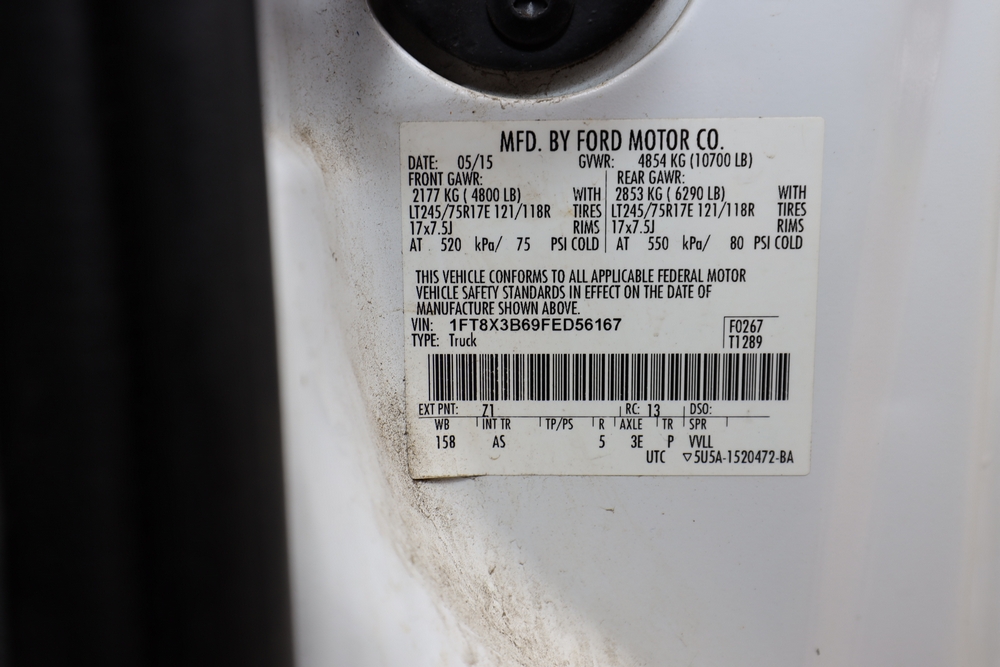 MFD. BY FORD MOTOR CO.
DATE: 05/15 GVWR: 4854 KG (10700 LB)
FRONT GAWR: REAR GAWR:
2177 KG ( 4800 LB) WITH 2853 KG ( 6290 LB) WITH
LT245/75R17E 121/118R TIRES LT245/75R17E 121/118R TIRES
17x7.5J RIMS 17x7.5J RIMS
AT 520 kPa/ 75 PSI COLD AT 550 kPa/ 80 PSI COLD
THIS VEHICLE CONFORMS TO ALL APPLICABLE FEDERAL MOTOR
VEHICLE SAFETY STANDARDS IN EFFECT ON THE DATE OF
MANUFACTURE SHOWN ABOVE.
VIN: 1FT8X3B69FED56167 F0267
TYPE: Truck T1289
EXT PNT: Z1 RC: 13 DSO:
WB INT TR TP/PS R AXLE TR SPR
158 AS 5 3E P VVLL
UTC ▽5U5A-1520472-BA